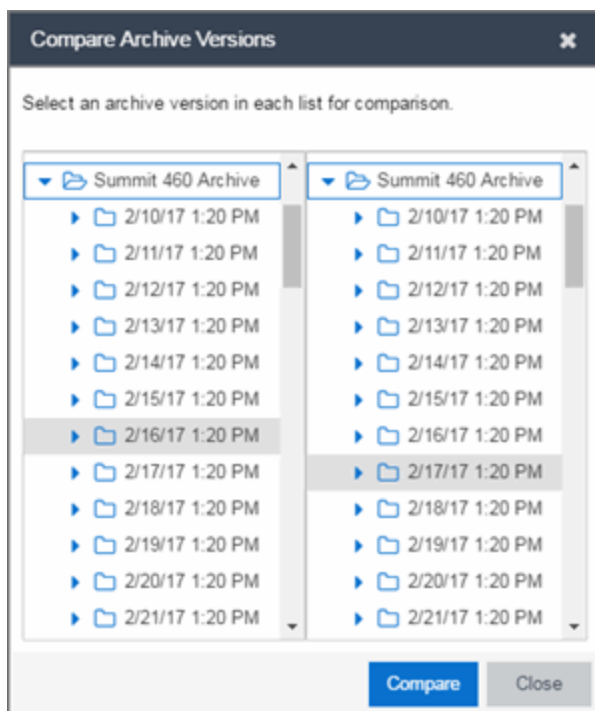 Compare Archive Versions
Select an archive version in each list for comparison.
Summit 460 Archive
2/10/17 1:20 PM
2/11/17 1:20 PM
2/12/17 1:20 PM
2/13/17 1:20 PM
2/14/17 1:20 PM
2/15/17 1:20 PM
2/16/17 1:20 PM
2/17/17 1:20 PM
2/18/17 1:20 PM
2/19/17 1:20 PM
2/20/17 1:20 PM
2/21/17 1:20 PM
Summit 460 Archive
2/10/17 1:20 PM
2/11/17 1:20 PM
2/12/17 1:20 PM
2/13/17 1:20 PM
2/14/17 1:20 PM
2/15/17 1:20 PM
2/16/17 1:20 PM
2/17/17 1:20 PM
2/18/17 1:20 PM
2/19/17 1:20 PM
2/20/17 1:20 PM
2/21/17 1:20 PM
Compare
Close